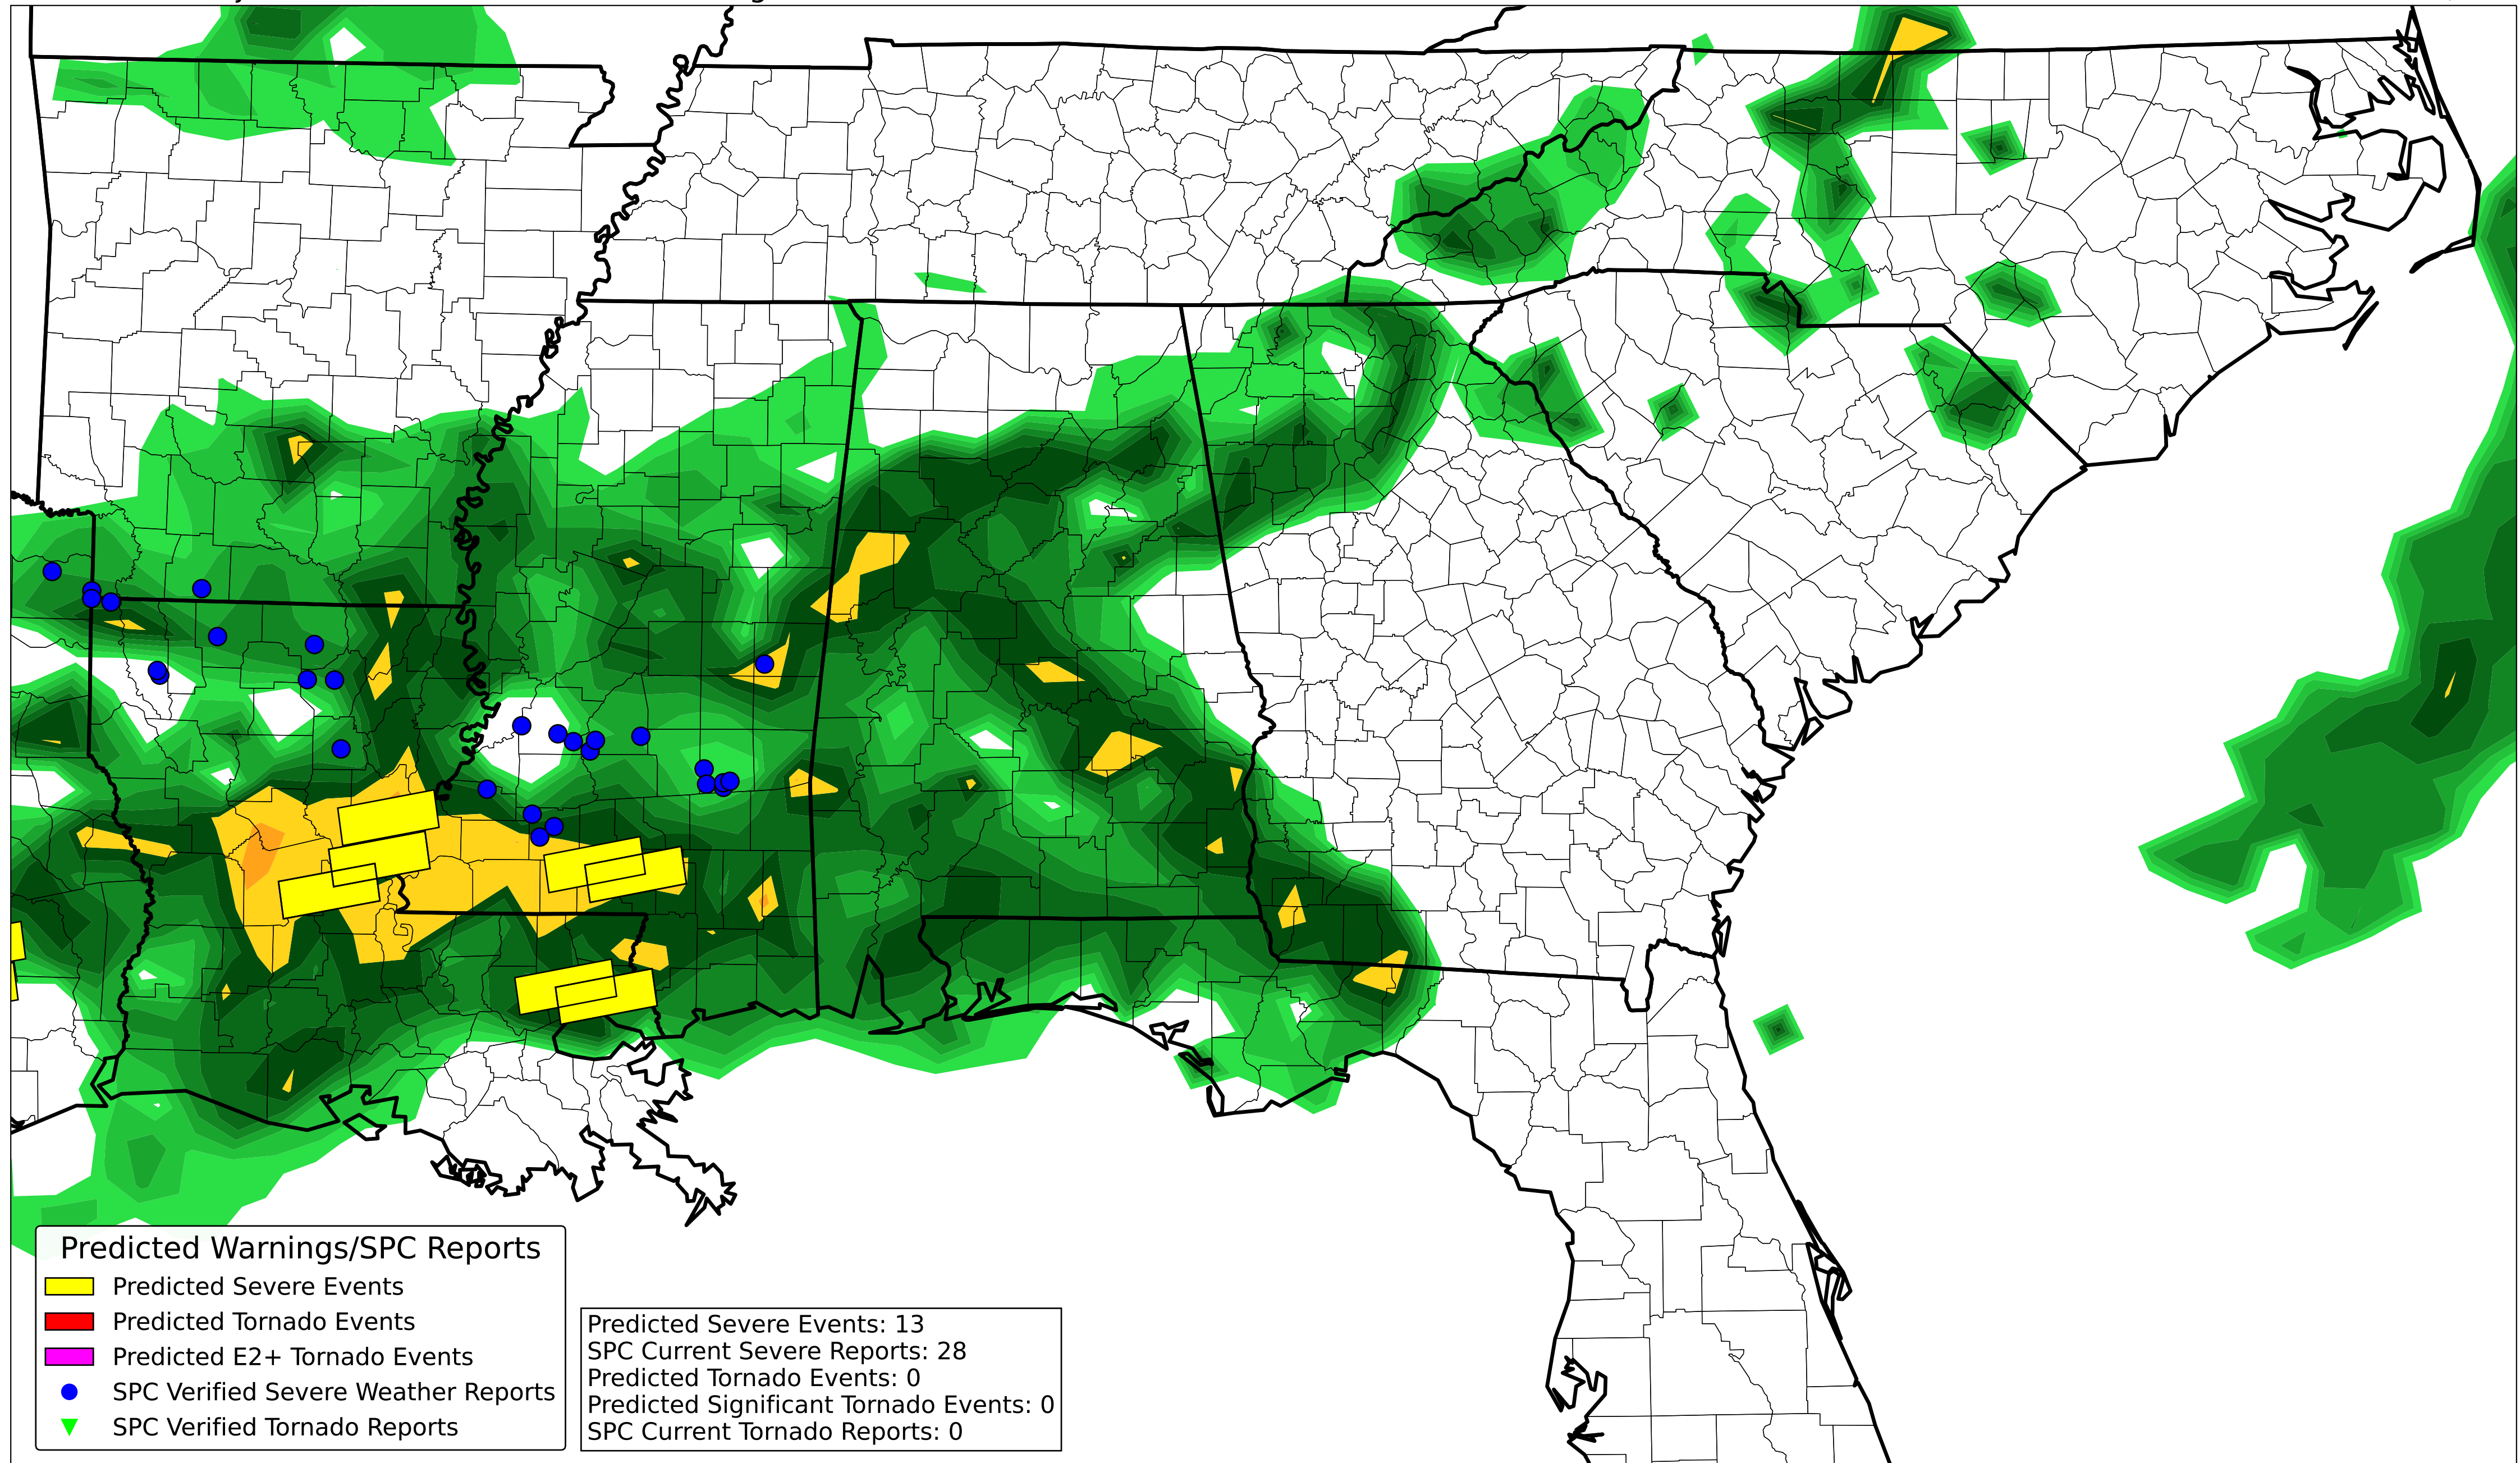 Predicted Warnings/SPC Reports
Predicted Severe Events
Predicted Tornado Events
Predicted E2+ Tornado Events
SPC Verified Severe Weather Reports
SPC Verified Tornado Reports
Predicted Severe Events: 13
SPC Current Severe Reports: 28
Predicted Tornado Events: 0
Predicted Significant Tornado Events: 0
SPC Current Tornado Reports: 0